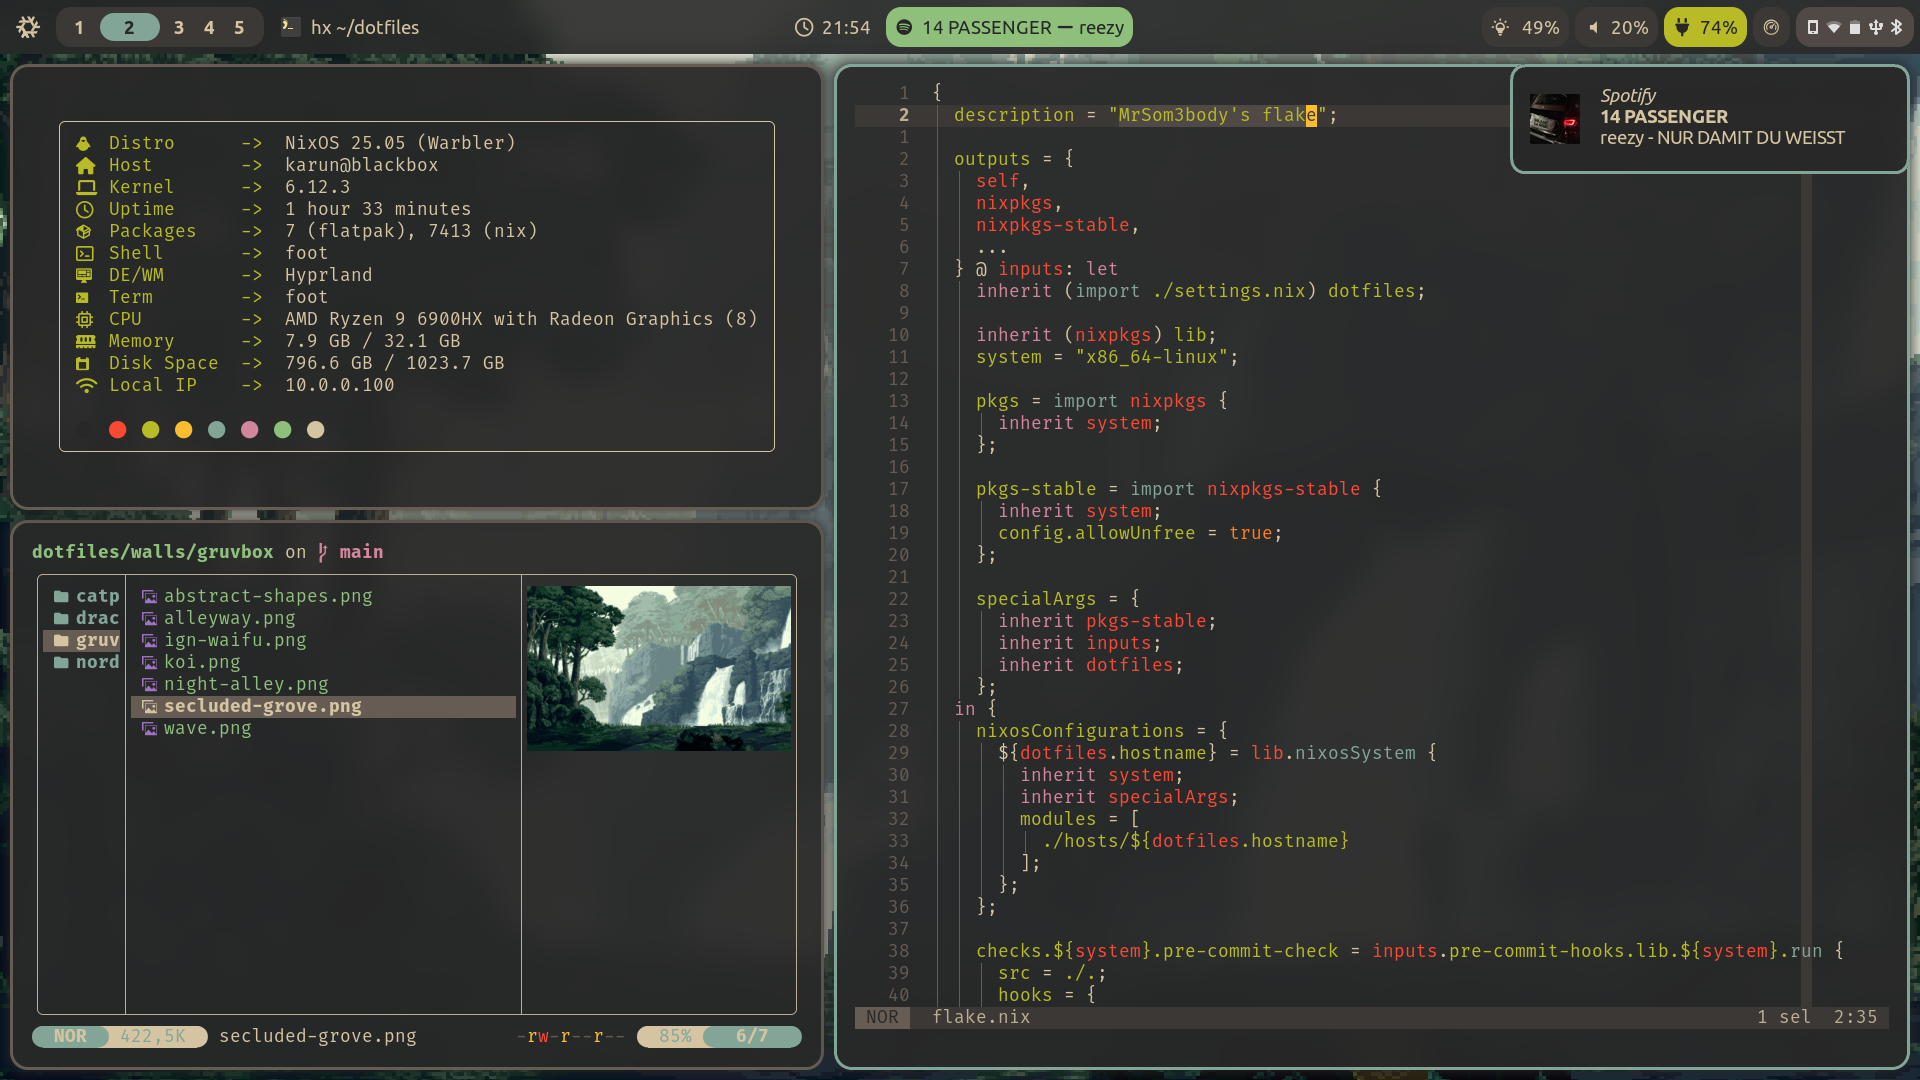 1 2 3 4 5 hx ~/dotfiles 21:54 14 PASSENGER — reezy 49% 20% 74%
Distro -> NixOS 25.05 (Warbler)
Host -> karun@blackbox
Kernel -> 6.12.3
Uptime -> 1 hour 33 minutes
Packages -> 7 (flatpak), 7413 (nix)
Shell -> foot
DE/WM -> Hyprland
Term -> foot
CPU -> AMD Ryzen 9 6900HX with Radeon Graphics (8)
Memory -> 7.9 GB / 32.1 GB
Disk Space -> 796.6 GB / 1023.7 GB
Local IP -> 10.0.0.100
dotfiles/walls/gruvbox on main
catp
drac
gruv
nord
abstract-shapes.png
alleyway.png
ign-waifu.png
koi.png
night-alley.png
secluded-grove.png
wave.png
NOR 422,5K secluded-grove.png -rw-r--r-- 85% 6/7
1 {
2 description = "MrSom3body's flake";
1
2 outputs = {
3 self,
4 nixpkgs,
5 nixpkgs-stable,
6 ...
7 } @ inputs: let
8 inherit (import ./settings.nix) dotfiles;
9
10 inherit (nixpkgs) lib;
11 system = "x86_64-linux";
12
13 pkgs = import nixpkgs {
14 inherit system;
15 };
16
17 pkgs-stable = import nixpkgs-stable {
18 inherit system;
19 config.allowUnfree = true;
20 };
21
22 specialArgs = {
23 inherit pkgs-stable;
24 inherit inputs;
25 inherit dotfiles;
26 };
27 in {
28 nixosConfigurations = {
29 ${dotfiles.hostname} = lib.nixosSystem {
30 inherit system;
31 inherit specialArgs;
32 modules = [
33 ./hosts/${dotfiles.hostname}
34 ];
35 };
36 };
37
38 checks.${system}.pre-commit-check = inputs.pre-commit-hooks.lib.${system}.run {
39 src = ./.;
40 hooks = {
NOR flake.nix 1 sel 2:35
Spotify
14 PASSENGER
reezy - NUR DAMIT DU WEISST